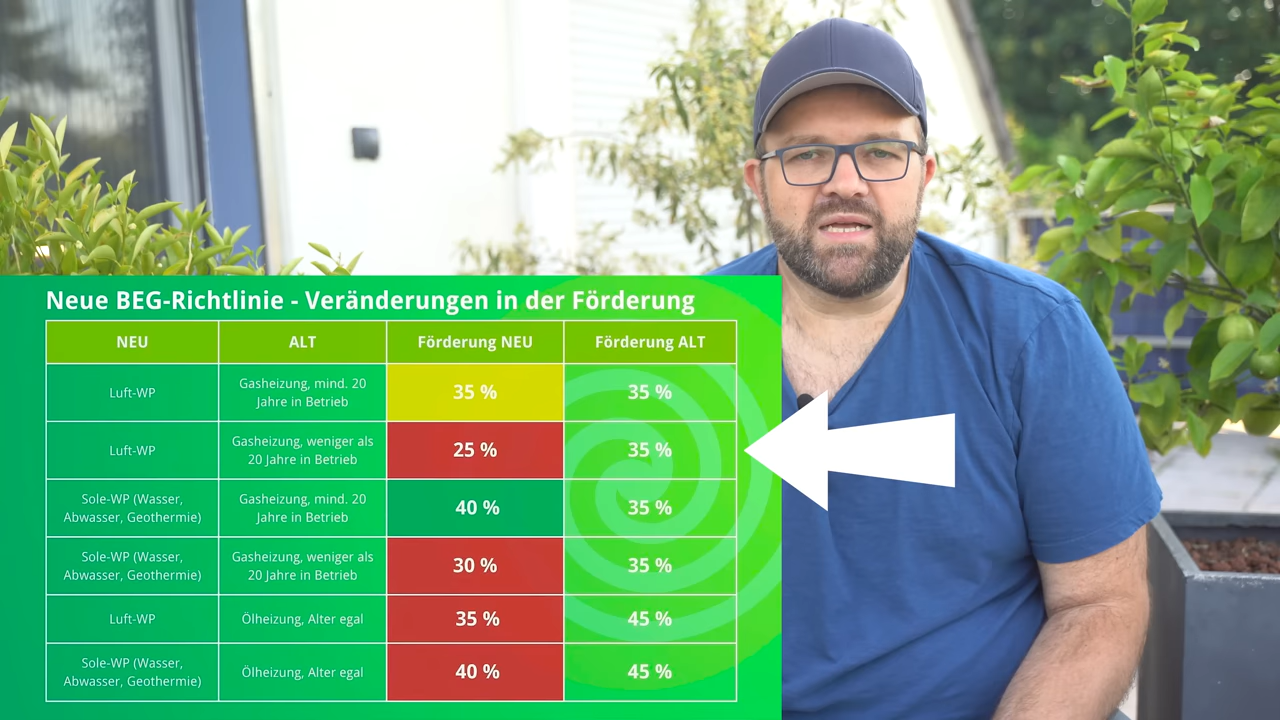 Neue BEG-Richtlinie - Veränderungen in der Förderung
NEU ALT Förderung NEU Förderung ALT
Luft-WP Gasheizung, mind. 20 Jahre in Betrieb 35 % 35 %
Luft-WP Gasheizung, weniger als 20 Jahre in Betrieb 25 % 35 %
Sole-WP (Wasser, Abwasser, Geothermie) Gasheizung, mind. 20 Jahre in Betrieb 40 % 35 %
Sole-WP (Wasser, Abwasser, Geothermie) Gasheizung, weniger als 20 Jahre in Betrieb 30 % 35 %
Luft-WP Ölheizung, Alter egal 35 % 45 %
Sole-WP (Wasser, Abwasser, Geothermie) Ölheizung, Alter egal 40 % 45 %